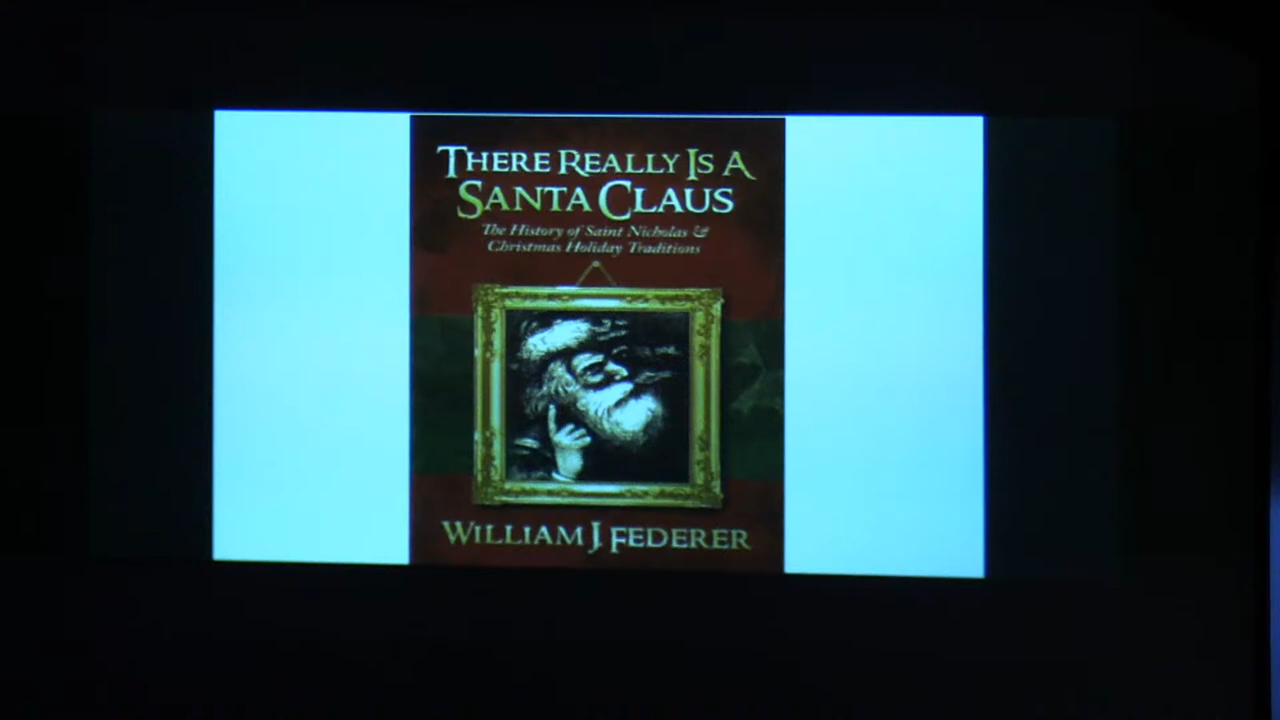 THERE REALLY IS A
SANTA CLAUS
The History of Saint Nicholas &
Christmas Holiday Traditions
WILLIAM J. FEDERER